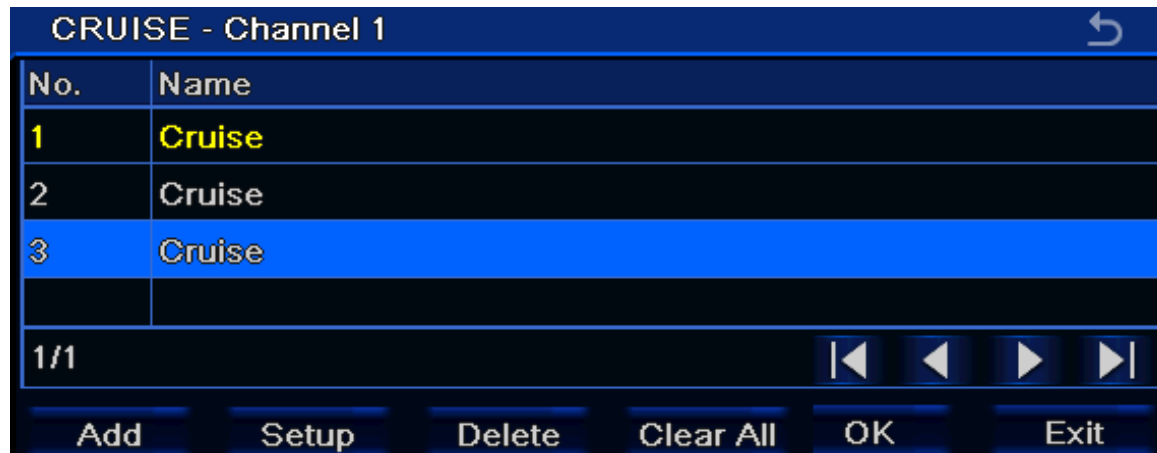 CRUISE - Channel 1
No. Name
1 Cruise
2 Cruise
3 Cruise
1/1
Add Setup Delete Clear All OK Exit